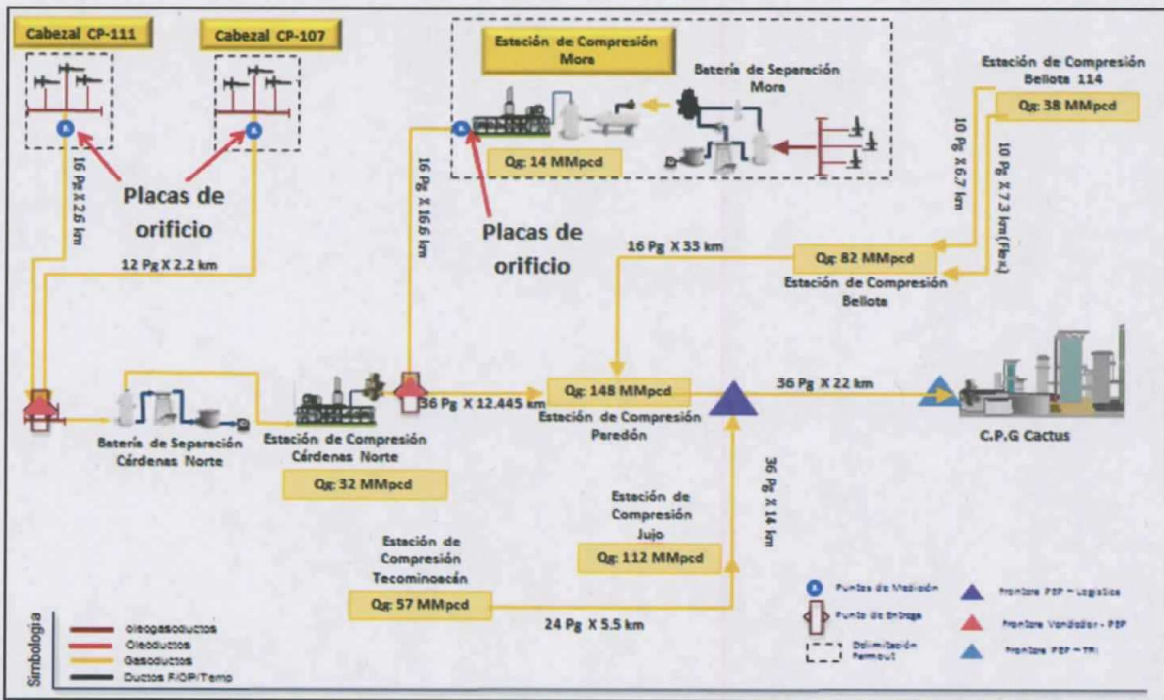 Cabezal CP-111
Cabezal CP-107
Estación de Compresión
Mora
Batería de Separación
Mora
Qg: 14 MMpcd
Estación de Compresión
Bellota 114
Qg: 38 MMpcd
10 Pg X 6.7 km
10 Pg X 7.3 km (Flex.)
16 Pg X 2.6 km
Placas de
orificio
12 Pg X 2.2 km
16 Pg X 16.6 km
Placas de
orificio
16 Pg X 33 km
Qg: 82 MMpcd
Estación de Compresión
Bellota
Batería de Separación
Cárdenas Norte
Estación de Compresión
Cárdenas Norte
Qg: 32 MMpcd
36 Pg X 12.445 km
Qg: 148 MMpcd
Estación de Compresión
Paredón
36 Pg X 22 km
C.P.G Cactus
36 Pg X 14 km
Estación de
Compresión
Jujo
Qg: 112 MMpcd
Estación de
Compresión
Tecominoacán
Qg: 57 MMpcd
24 Pg X 5.5 km
Simbología
oleogasoductos
Oleoductos
Gasoductos
Ductos F/OP/Temp
Puntos de Medición
Punto de Entrega
Delimitación
Farmout
Frontera PEP – Logística
Frontera Vendedor - PEP
Frontera PEP – TRI